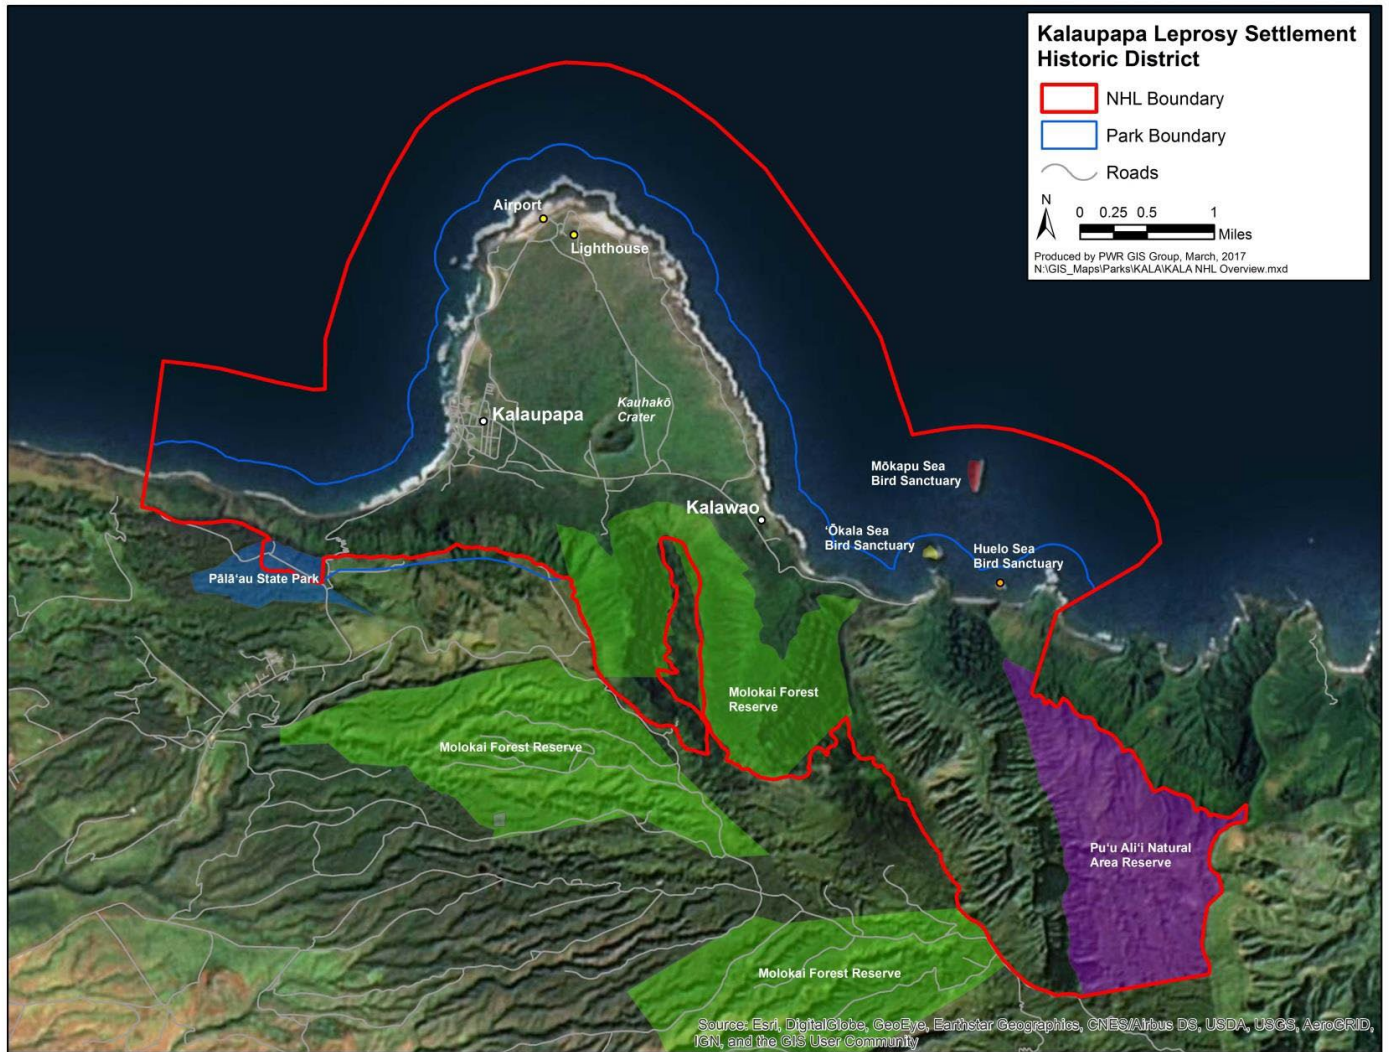 Kalaupapa Leprosy Settlement
Historic District
NHL Boundary
Park Boundary
Roads
N
0 0.25 0.5 1
Miles
Produced by PWR GIS Group, March, 2017
N:\GIS_Maps\Parks\KALA\KALA NHL Overview.mxd
Airport
Lighthouse
Kalaupapa
Kauhakō
Crater
Mōkapu Sea
Bird Sanctuary
Kalawao
ʻŌkala Sea
Bird Sanctuary
Huelo Sea
Bird Sanctuary
Pālāʻau State Park
Molokai Forest
Reserve
Molokai Forest Reserve
Puʻu Aliʻi Natural
Area Reserve
Molokai Forest Reserve
Source: Esri, DigitalGlobe, GeoEye, Earthstar Geographics, CNES/Airbus DS, USDA, USGS, AeroGRID,
IGN, and the GIS User Community